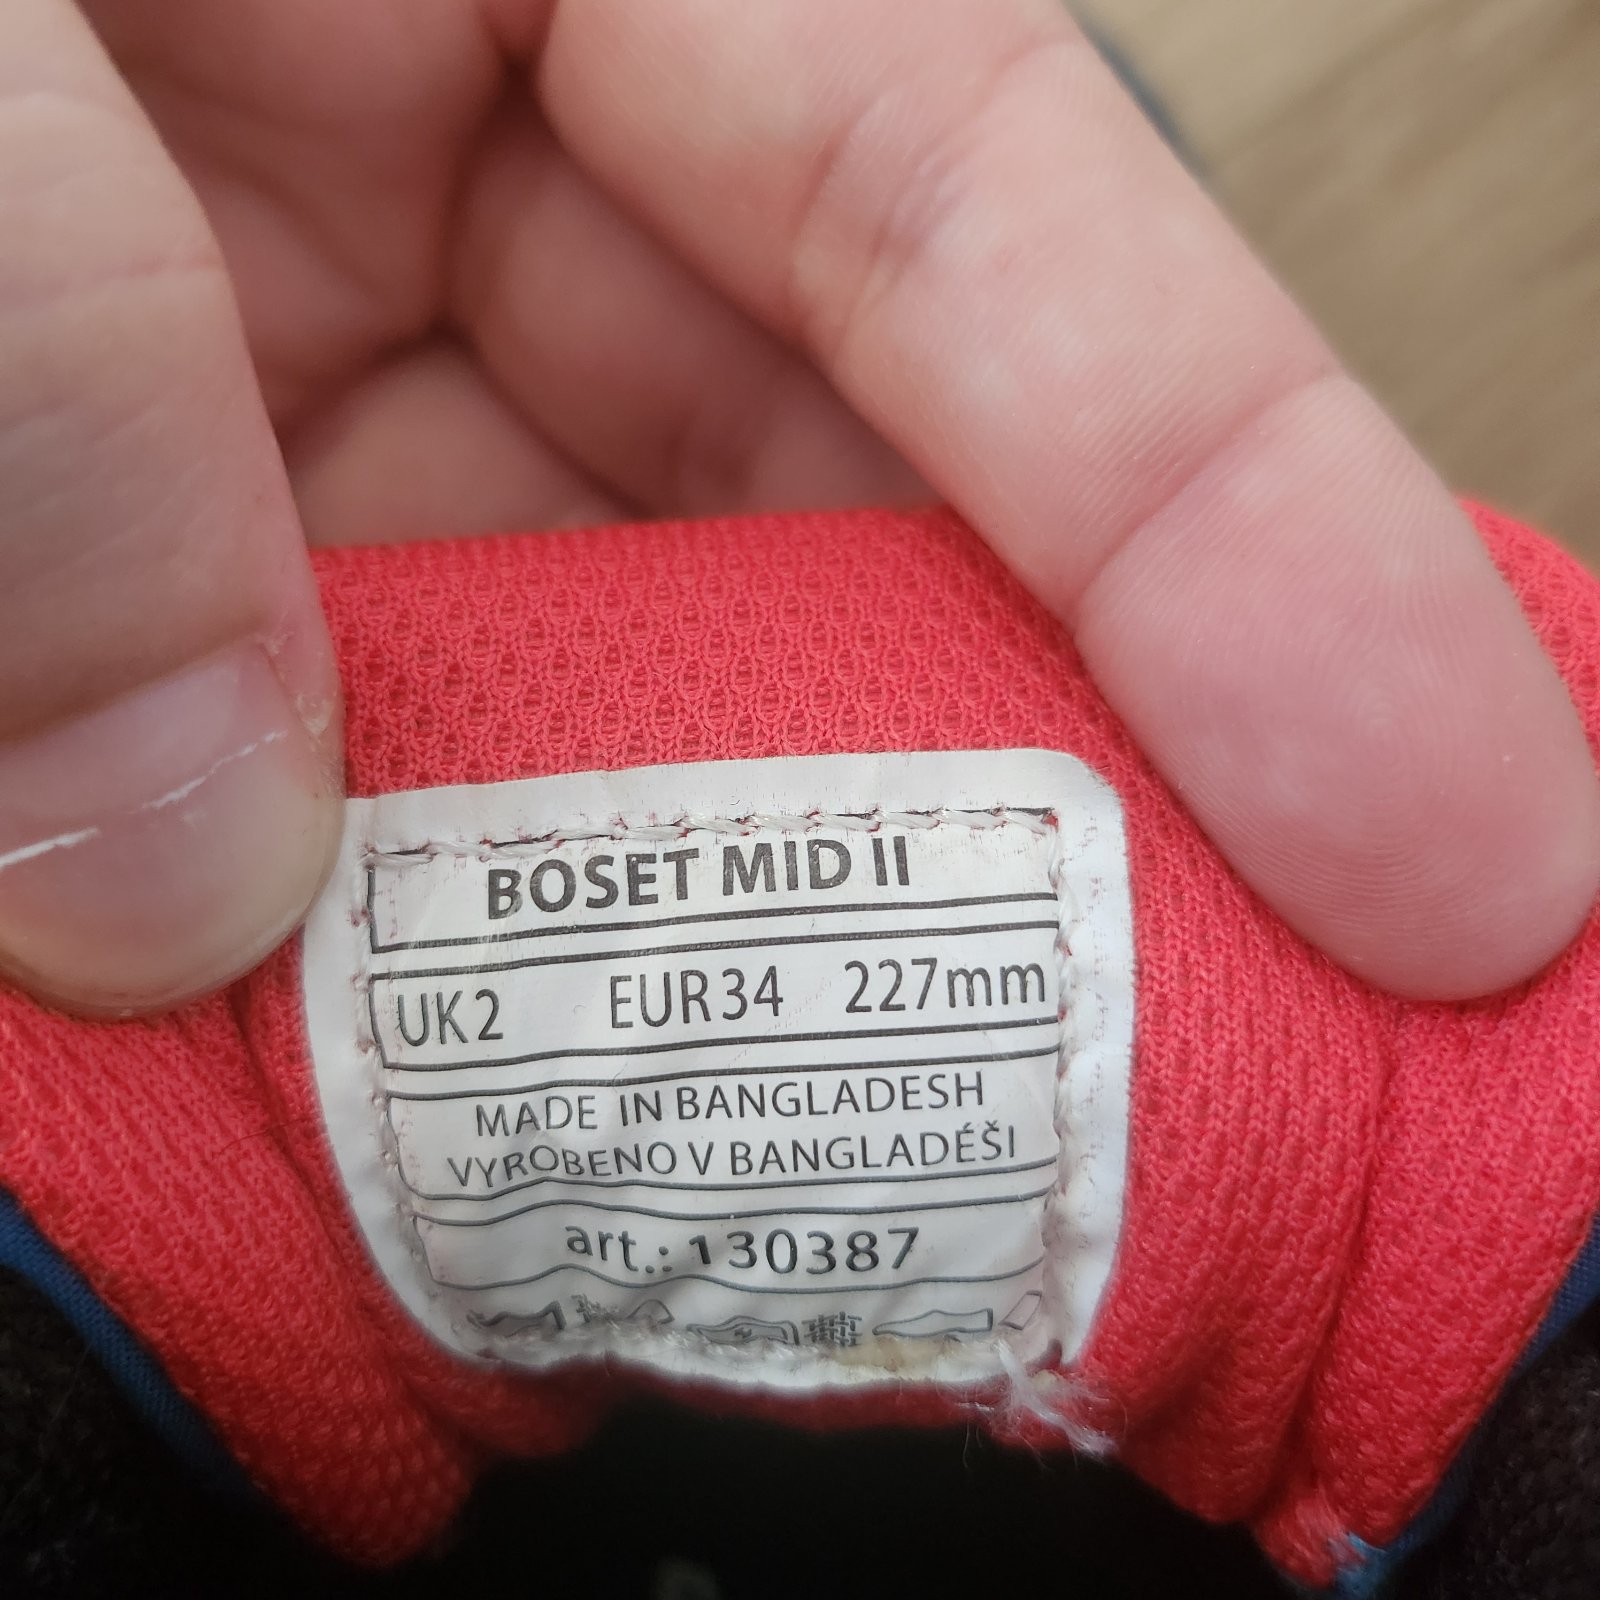 BOSET MID II
UK2 EUR34 227mm
MADE IN BANGLADESH
VYROBENO V BANGLADÉŠI
art.: 130387